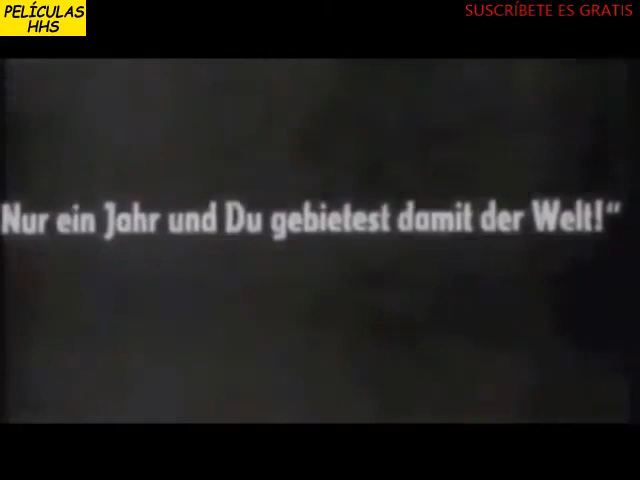 PELÍCULAS
HHS
SUSCRÍBETE ES GRATIS
Nur ein Jahr und Du gebietest damit der Welt!“